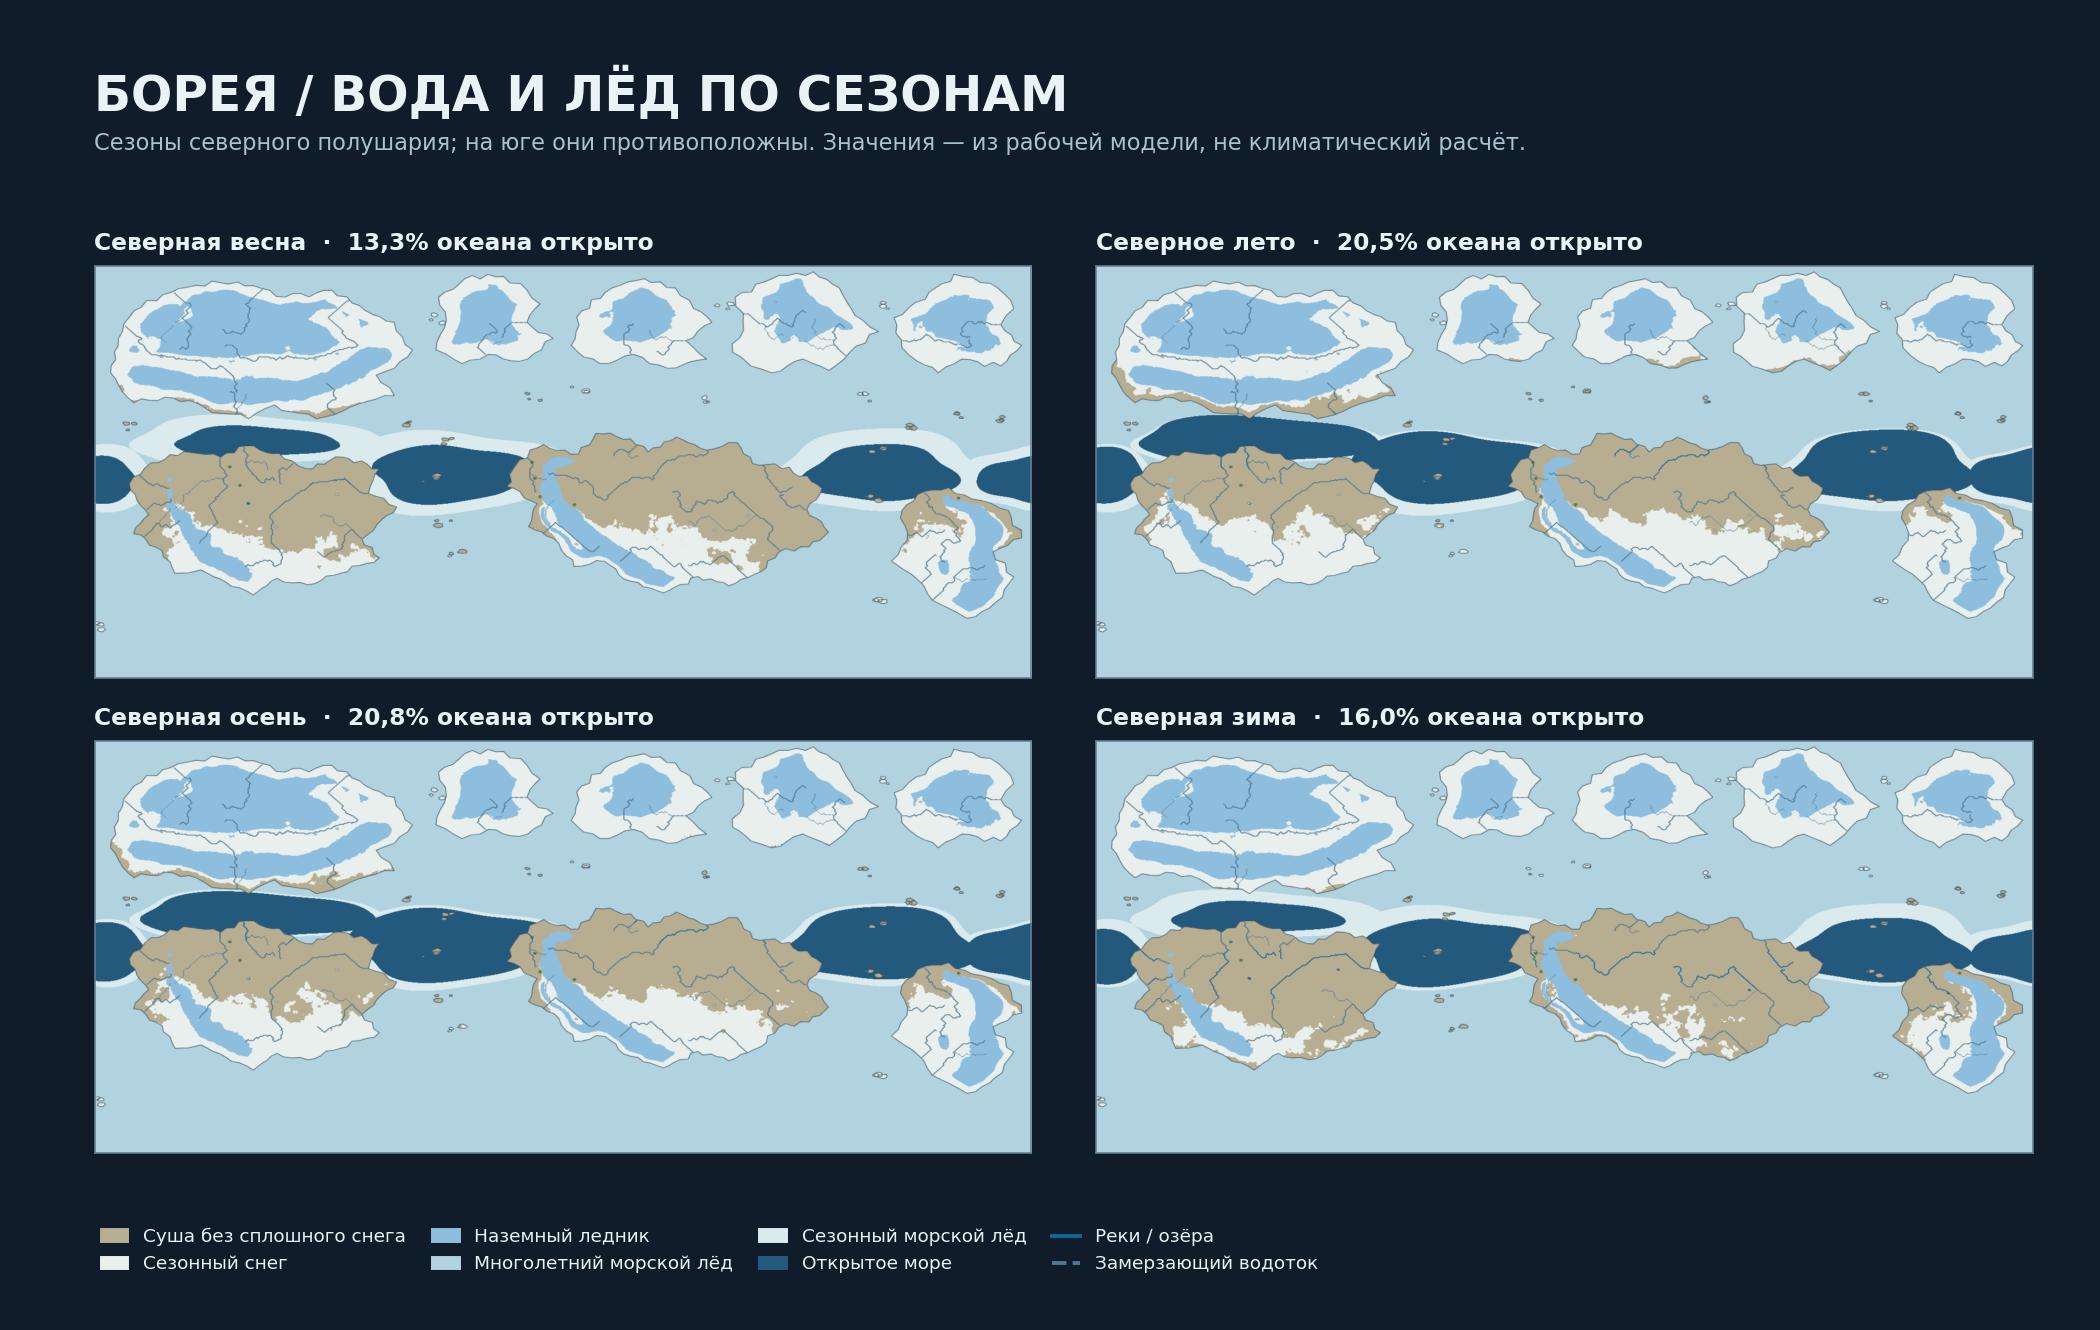 БОРЕЯ / ВОДА И ЛЁД ПО СЕЗОНАМ
Сезоны северного полушария; на юге они противоположны. Значения — из рабочей модели, не климатический расчёт.
Северная весна · 13,3% океана открыто
Северное лето · 20,5% океана открыто
Северная осень · 20,8% океана открыто
Северная зима · 16,0% океана открыто
Суша без сплошного снега
Сезонный снег
Наземный ледник
Многолетний морской лёд
Сезонный морской лёд
Открытое море
Реки / озёра
Замерзающий водоток